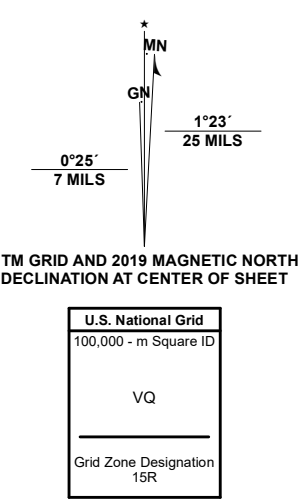 MN
GN
1°23´
25 MILS
0°25´
7 MILS
TM GRID AND 2019 MAGNETIC NORTH
DECLINATION AT CENTER OF SHEET
U.S. National Grid
100,000 - m Square ID
VQ
Grid Zone Designation
15R